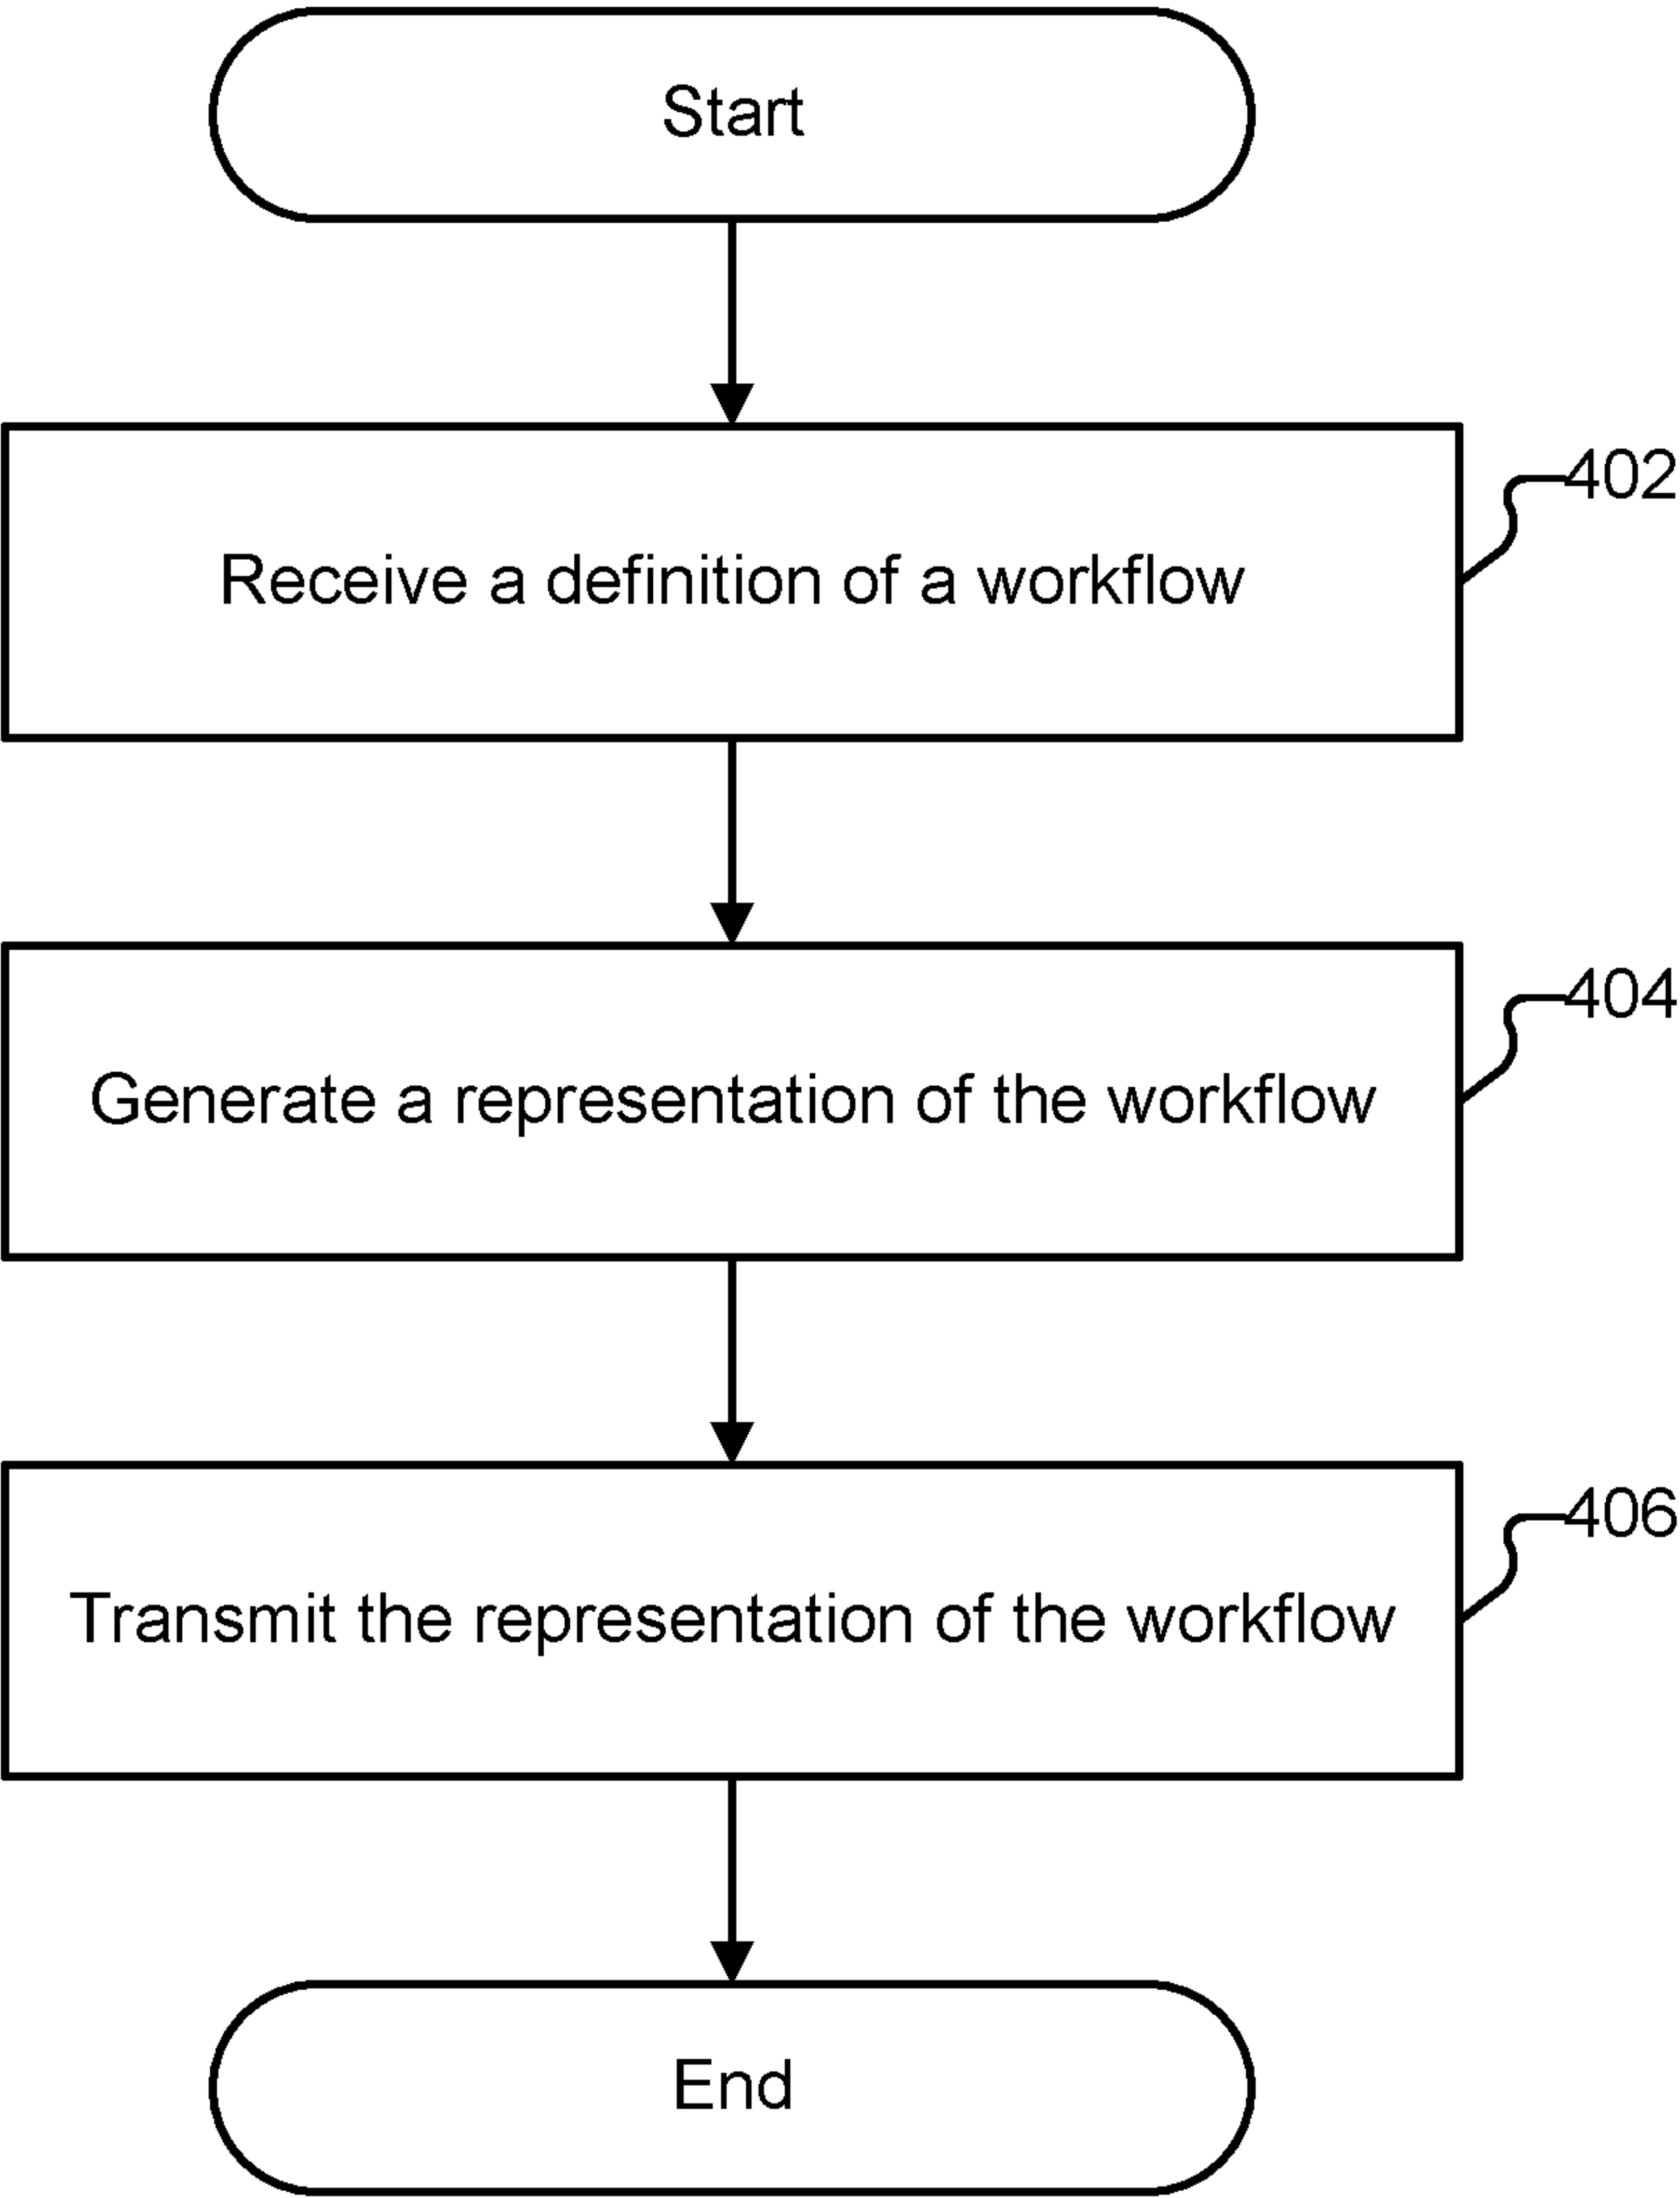 Start
402
Receive a definition of a workflow
404
Generate a representation of the workflow
406
Transmit the representation of the workflow
End